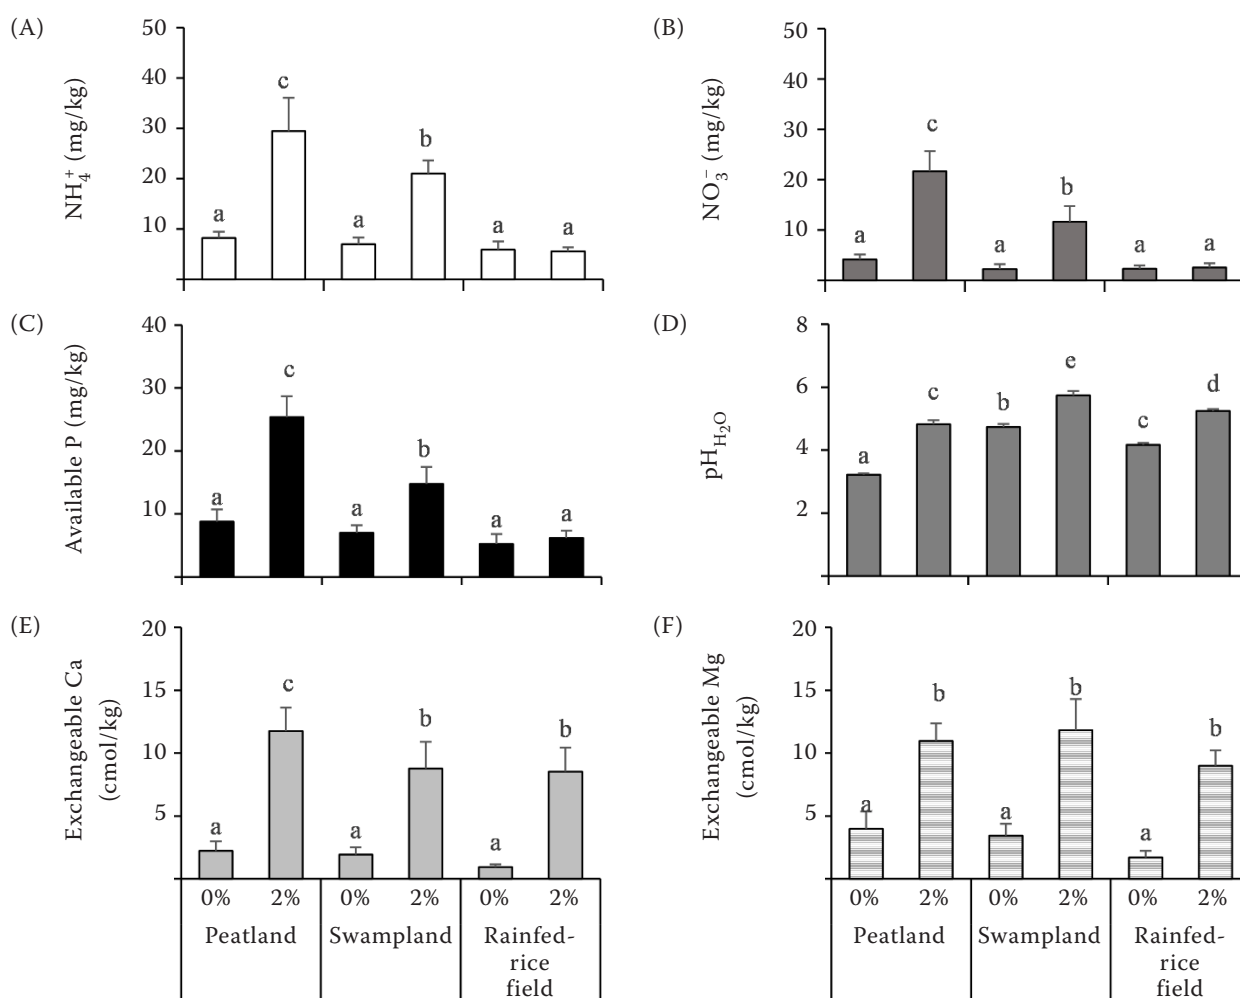 (A)
NH₄⁺ (mg/kg)
50
40
30
20
10
a
c
a
b
a
a
(B)
NO₃⁻ (mg/kg)
50
40
30
20
10
a
c
a
b
a
a
(C)
Available P (mg/kg)
40
30
20
10
a
c
a
b
a
a
(D)
pH H₂O
8
6
4
2
a
c
b
e
c
d
(E)
Exchangeable Ca
(cmol/kg)
20
15
10
5
a
c
a
b
a
b
0% 2% 0% 2% 0% 2%
Peatland Swampland Rainfed-
rice
field
(F)
Exchangeable Mg
(cmol/kg)
20
15
10
5
a
b
a
b
a
b
0% 2% 0% 2% 0% 2%
Peatland Swampland Rainfed-
rice
field